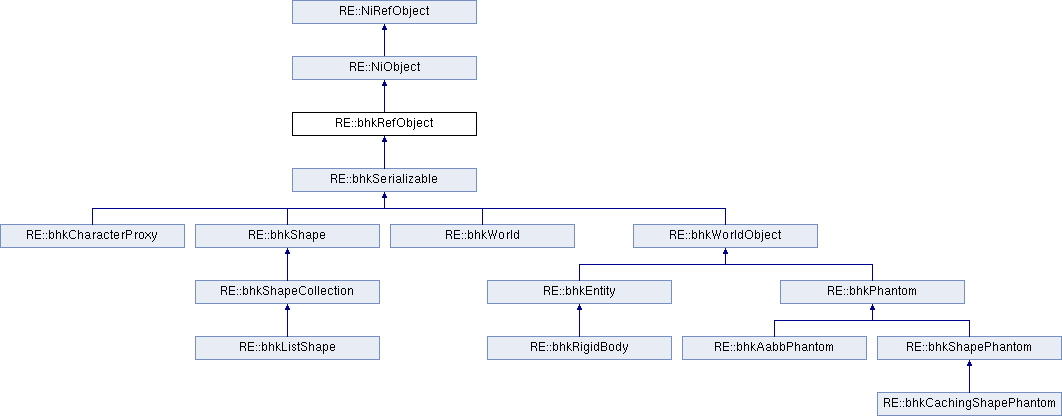 RE::NiRefObject
RE::NiObject
RE::bhkRefObject
RE::bhkSerializable
RE::bhkCharacterProxy
RE::bhkShape
RE::bhkWorld
RE::bhkWorldObject
RE::bhkShapeCollection
RE::bhkEntity
RE::bhkPhantom
RE::bhkListShape
RE::bhkRigidBody
RE::bhkAabbPhantom
RE::bhkShapePhantom
RE::bhkCachingShapePhantom